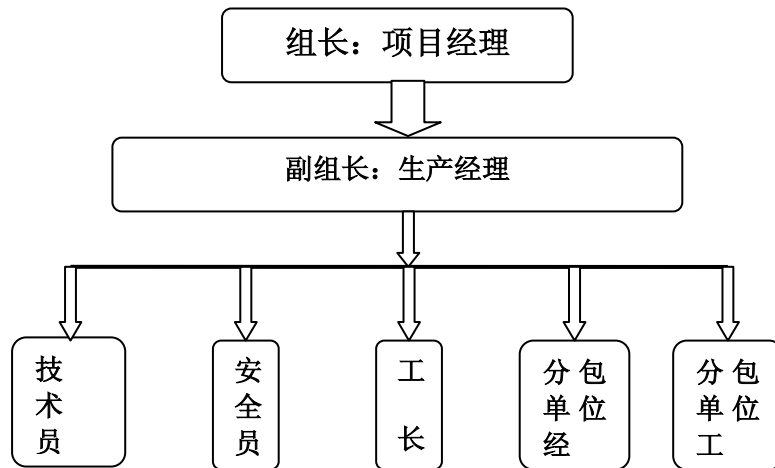 组长：项目经理
副组长：生产经理
技术员
安全员
工长
分包单位经
分包单位工